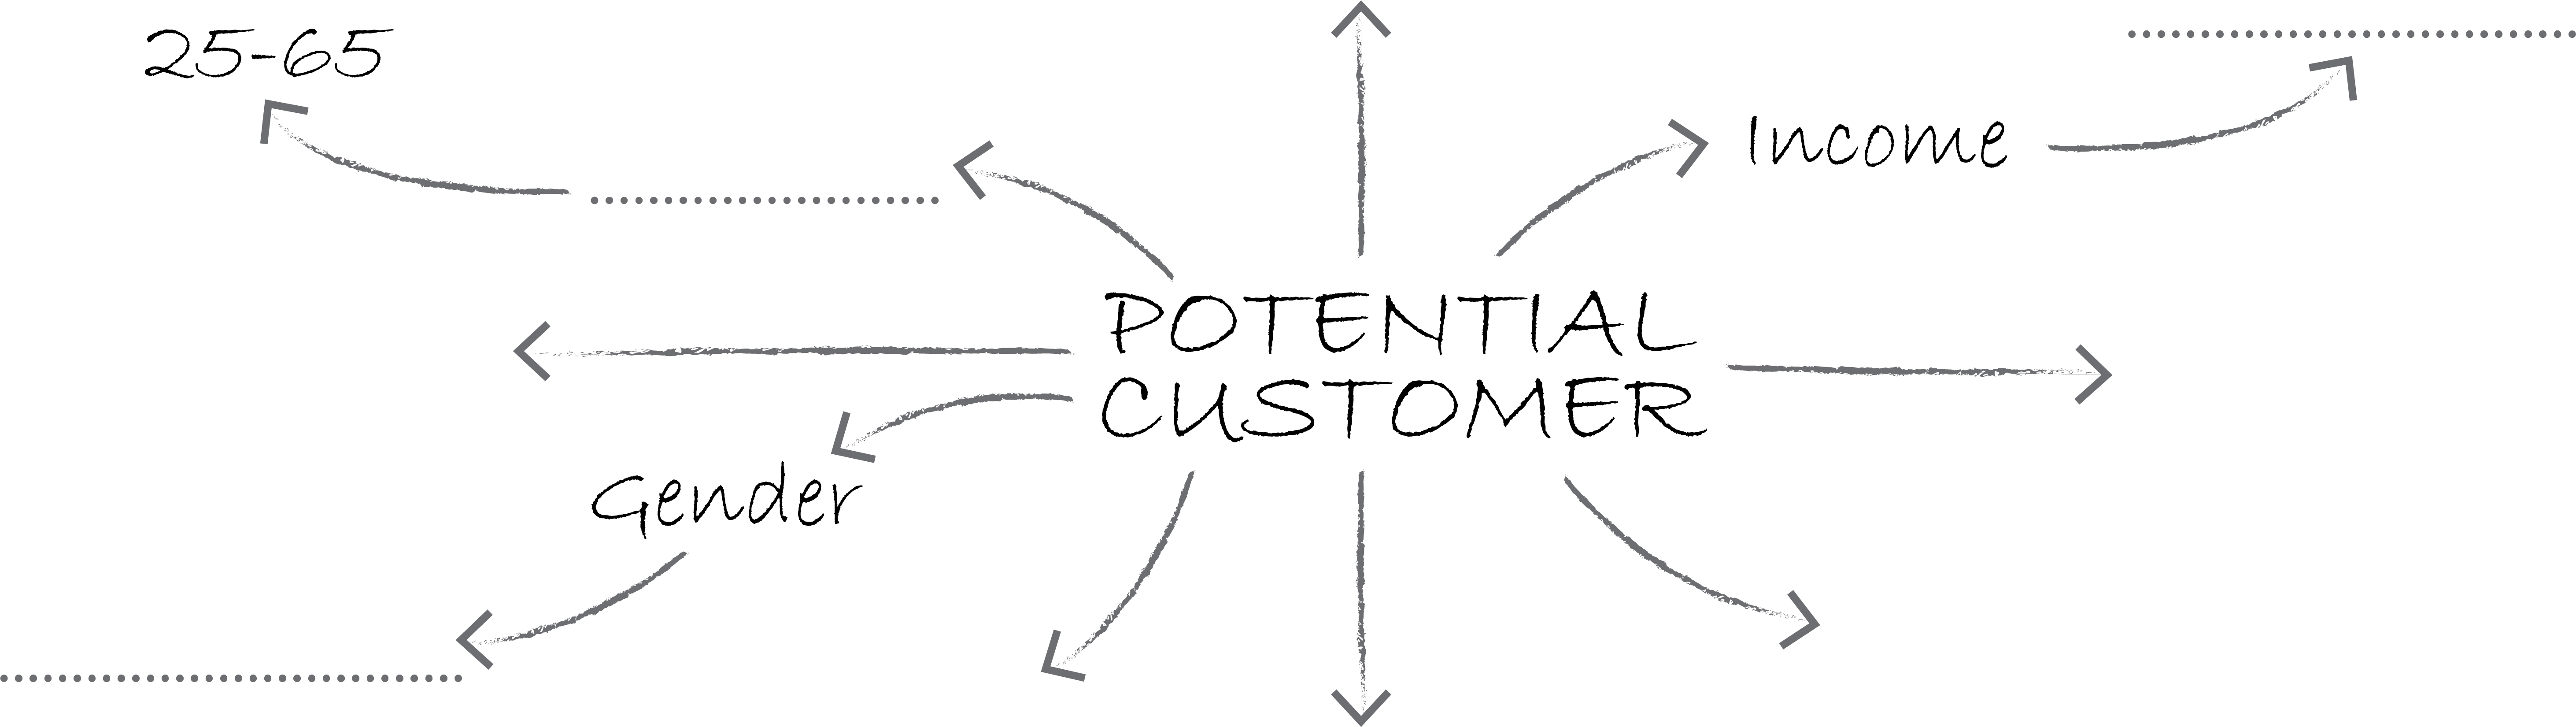 25-65
Income
POTENTIAL
CUSTOMER
Gender